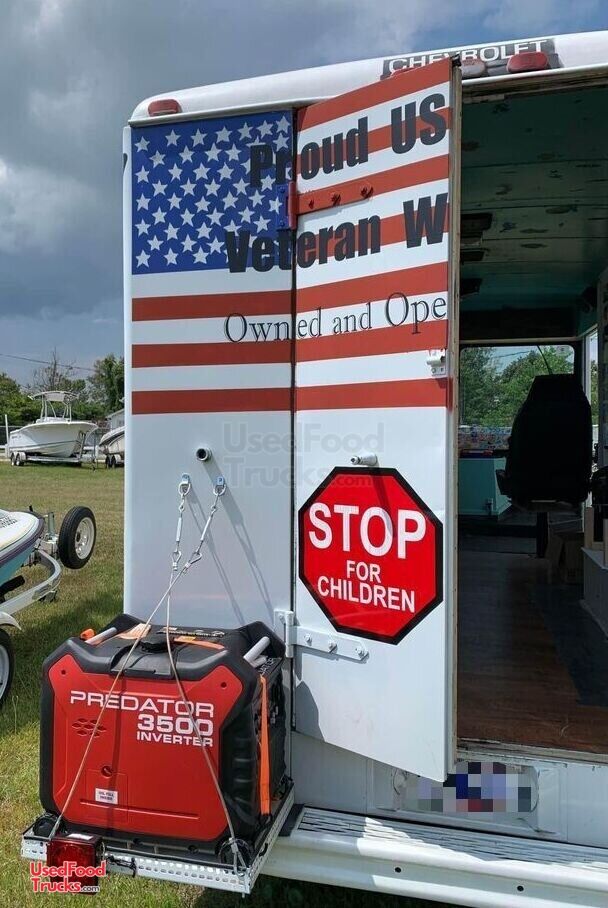 CHEVROLET
Proud US
Veteran W
Owned and Ope
UsedFood
Trucks.com
STOP
FOR
CHILDREN
PREDATOR
3500
INVERTER
UsedFood
Trucks.com